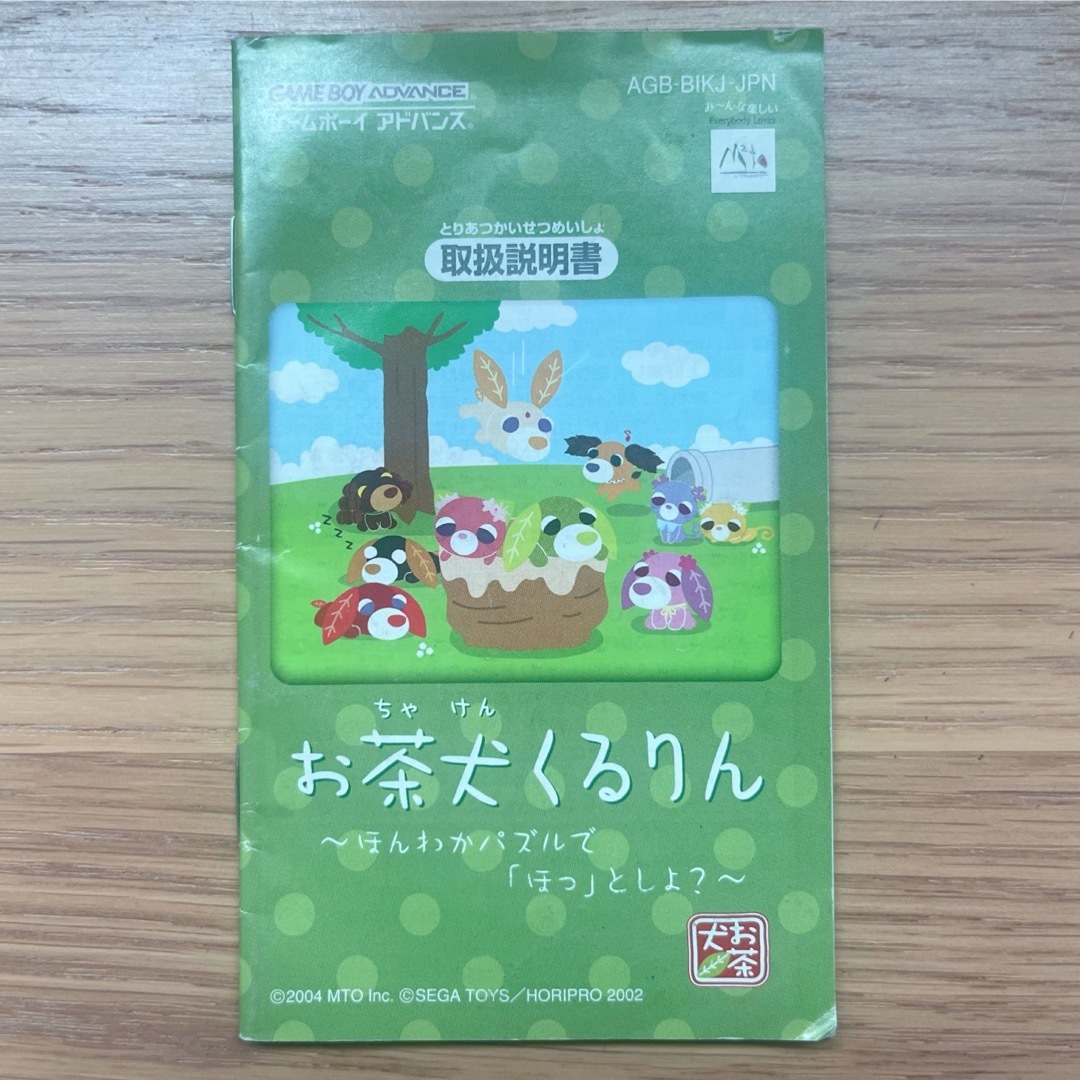 GAME BOY ADVANCE
ゲームボーイ アドバンス®
AGB-BIKJ-JPN
み〜んな楽しい
Everybody Loves
とりあつかいせつめいしょ
取扱説明書
z z z
ちゃ けん
お茶犬くるりん
〜ほんわかパズルで
「ほっ」としよ?〜
お茶犬
©2004 MTO Inc. ©SEGA TOYS/HORIPRO 2002